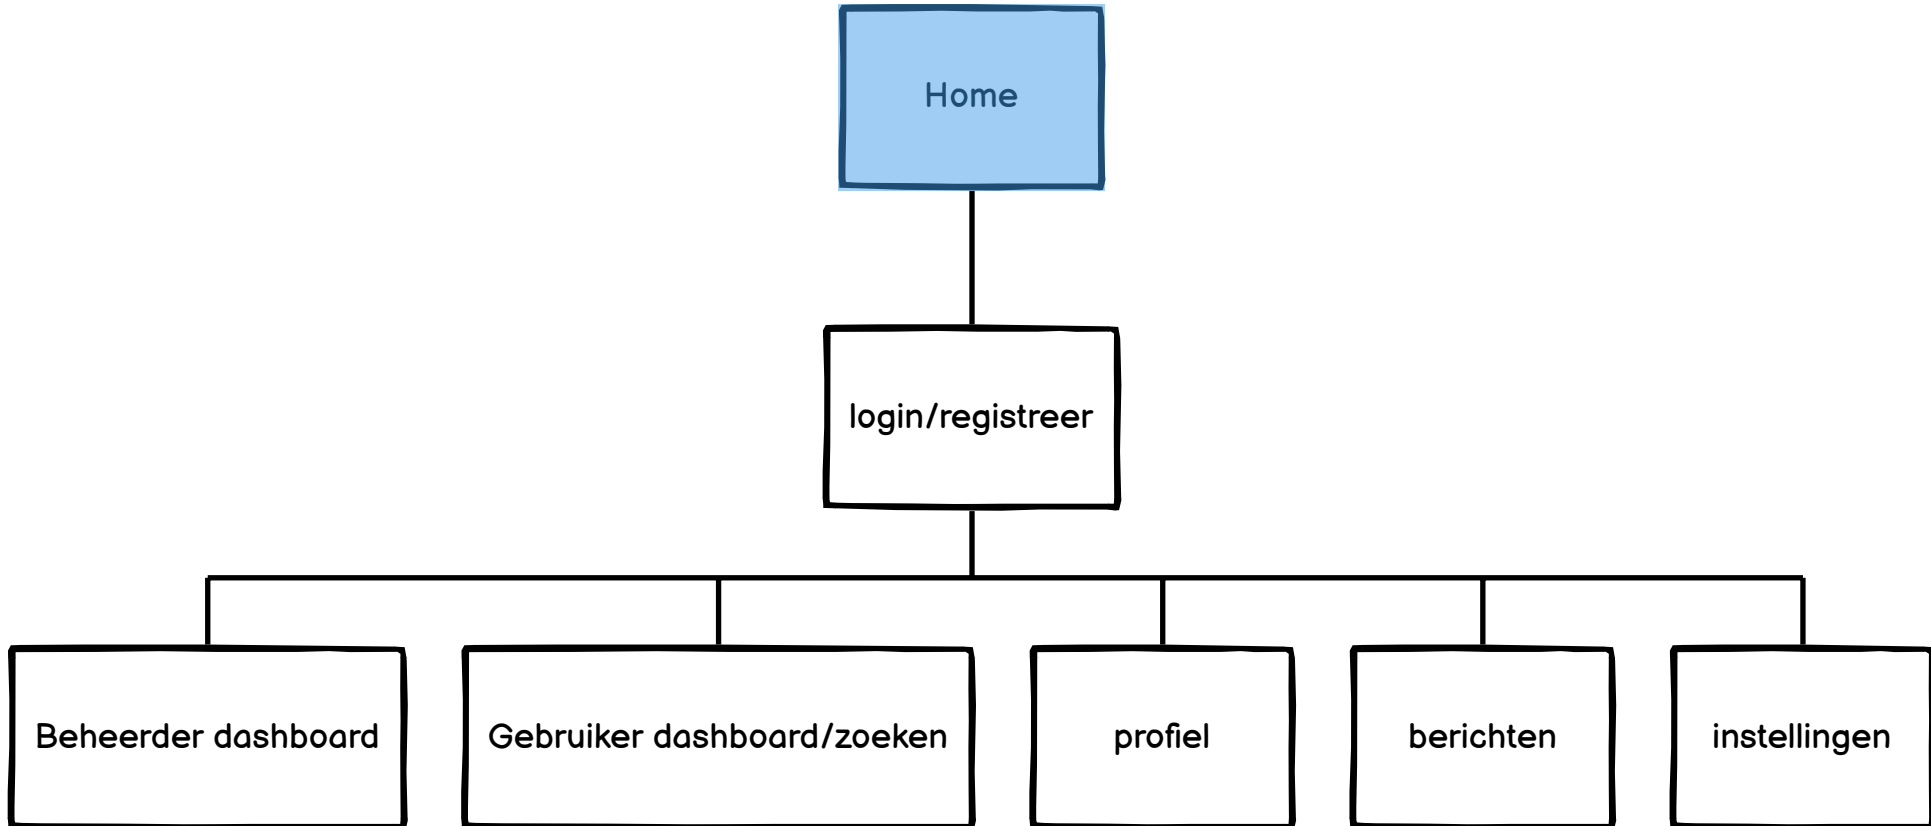 Home
login/registreer
Beheerder dashboard
Gebruiker dashboard/zoeken
profiel
berichten
instellingen